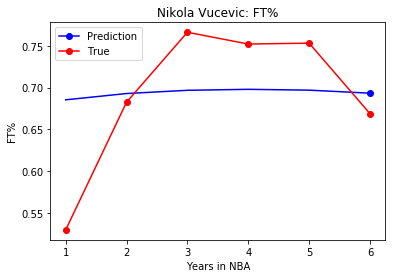 Nikola Vucevic: FT%
Prediction
True
FT%
0.75
0.70
0.65
0.60
0.55
1 2 3 4 5 6
Years in NBA